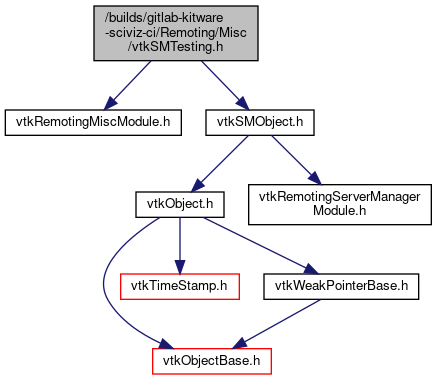 /builds/gitlab-kitware
-sciviz-ci/Remoting/Misc
/vtkSMTesting.h
vtkRemotingMiscModule.h
vtkSMObject.h
vtkObject.h
vtkRemotingServerManager
Module.h
vtkTimeStamp.h
vtkWeakPointerBase.h
vtkObjectBase.h